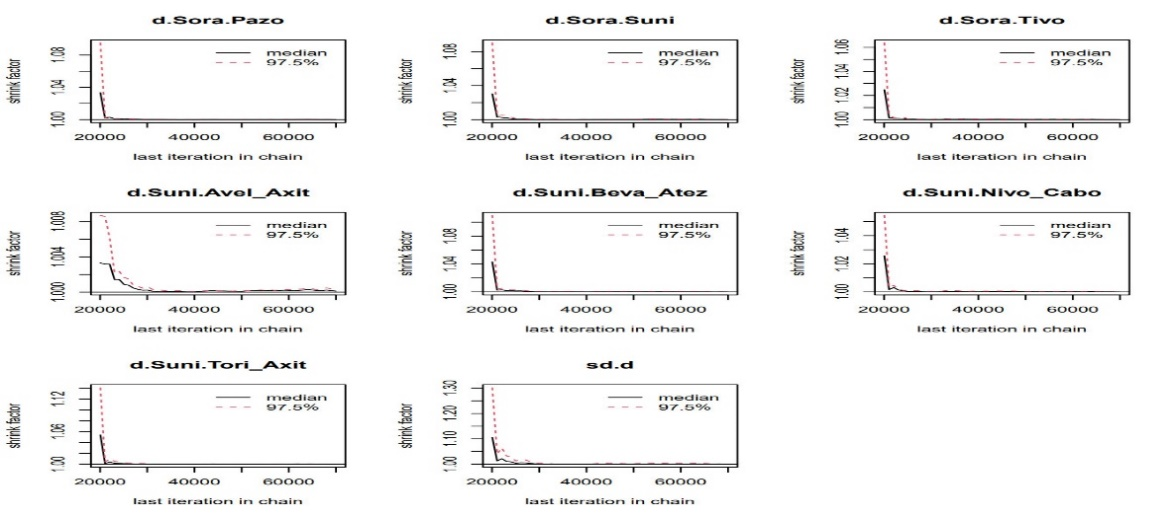 d.Sora.Pazo
shrink factor
1.00 1.04 1.08
median
97.5%
20000 40000 60000
last iteration in chain
d.Sora.Suni
shrink factor
1.00 1.04 1.08
median
97.5%
20000 40000 60000
last iteration in chain
d.Sora.Tivo
shrink factor
1.00 1.02 1.04 1.06
median
97.5%
20000 40000 60000
last iteration in chain
d.Suni.Avel_Axit
shrink factor
1.000 1.004 1.008
median
97.5%
20000 40000 60000
last iteration in chain
d.Suni.Beva_Atez
shrink factor
1.00 1.04 1.08
median
97.5%
20000 40000 60000
last iteration in chain
d.Suni.Nivo_Cabo
shrink factor
1.00 1.02 1.04
median
97.5%
20000 40000 60000
last iteration in chain
d.Suni.Tori_Axit
shrink factor
1.00 1.06 1.12
median
97.5%
20000 40000 60000
last iteration in chain
sd.d
shrink factor
1.00 1.10 1.20 1.30
median
97.5%
20000 40000 60000
last iteration in chain